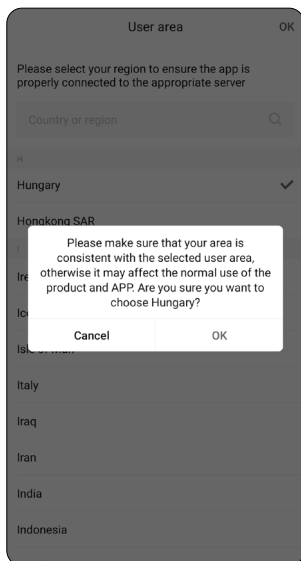 User area
OK
Please select your region to ensure the app is
properly connected to the appropriate server
Country or region
H
Hungary
Hongkong SAR
I
Please make sure that your area is
consistent with the selected user area,
otherwise it may affect the normal use of the
product and APP. Are you sure you want to
choose Hungary?
Cancel
OK
Italy
Iraq
Iran
India
Indonesia